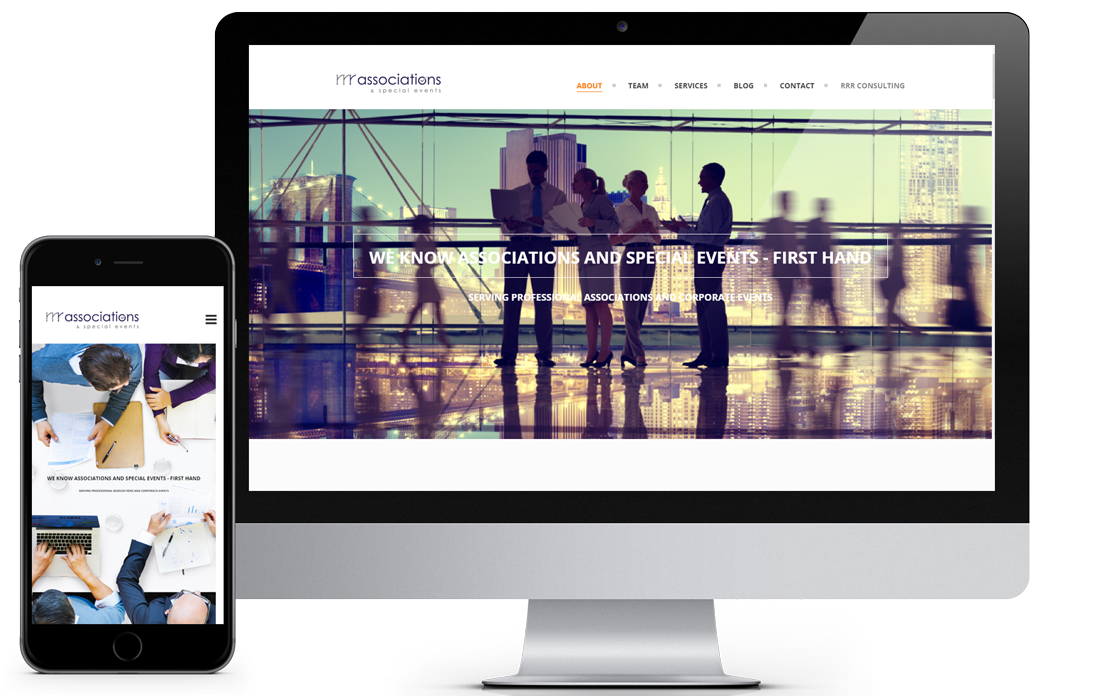 rrr associations
& special events
ABOUT TEAM SERVICES BLOG CONTACT RRR CONSULTING
WE KNOW ASSOCIATIONS AND SPECIAL EVENTS - FIRST HAND
SERVING PROFESSIONAL ASSOCIATIONS AND CORPORATE EVENTS
rrr associations
& special events
WE KNOW ASSOCIATIONS AND SPECIAL EVENTS - FIRST HAND
SERVING PROFESSIONAL ASSOCIATIONS AND CORPORATE EVENTS